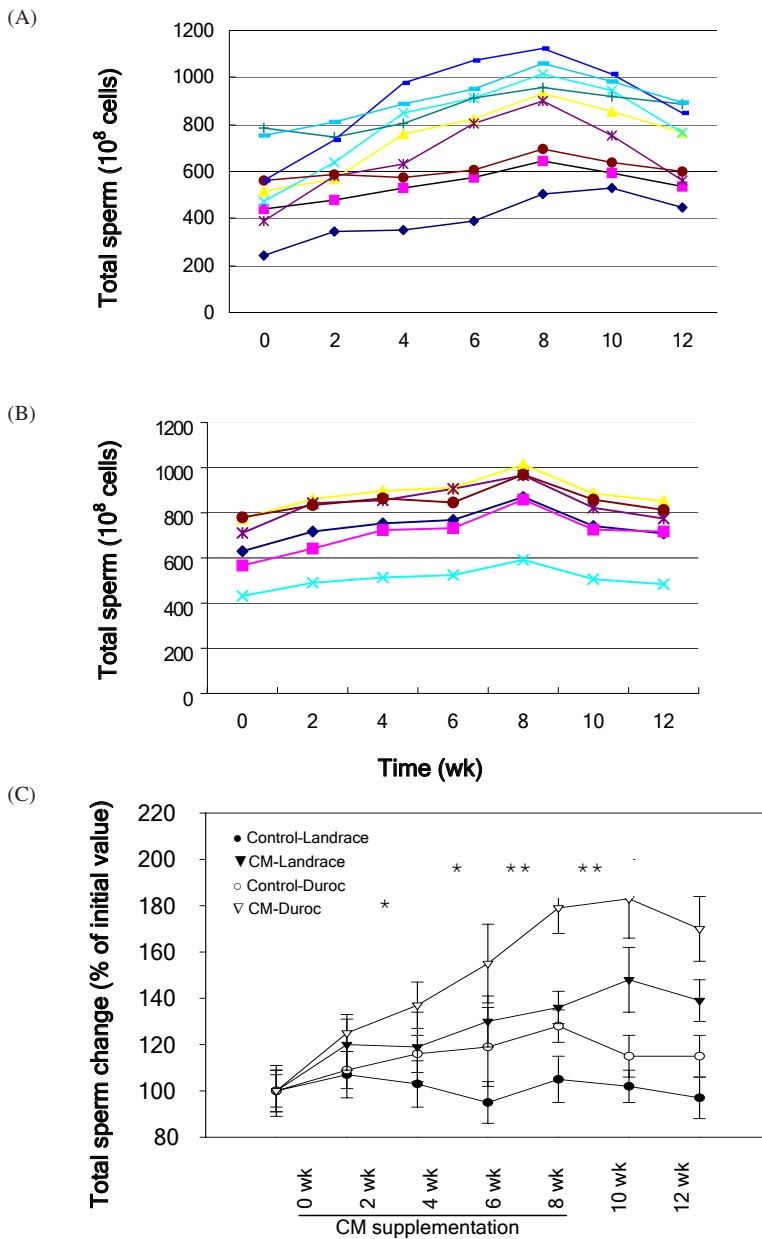 (A)
Total sperm (10⁸ cells)
1200
1000
800
600
400
200
0
0 2 4 6 8 10 12
(B)
Total sperm (10⁸ cells)
1200
1000
800
600
400
200
0
0 2 4 6 8 10 12
Time (wk)
(C)
Total sperm change (% of initial value)
220
200
180
160
140
120
100
80
Control-Landrace
CM-Landrace
Control-Duroc
CM-Duroc
* * ** **
0 wk 2 wk 4 wk 6 wk 8 wk 10 wk 12 wk
CM supplementation